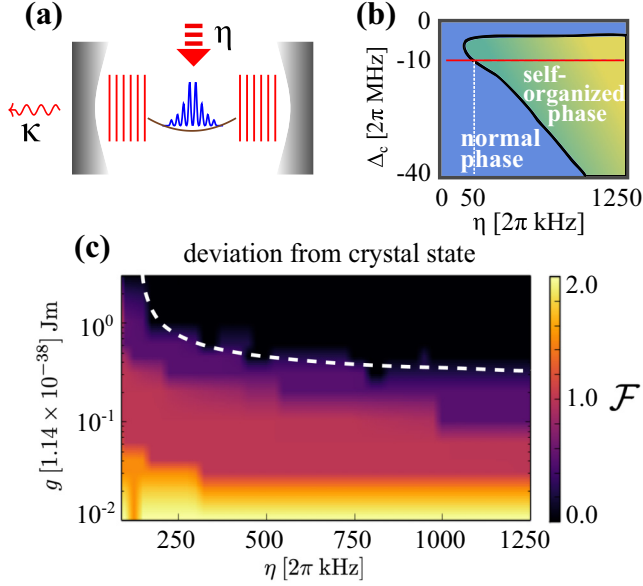 (a)
η
κ
(b)
0
-10
-40
Δc [2π MHz]
self-
organized
phase
normal
phase
0 50 1250
η [2π kHz]
(c)
deviation from crystal state
10⁰
10⁻¹
10⁻²
g [1.14 × 10⁻³⁸] Jm
250 500 750 1000 1250
η [2π kHz]
2.0
1.0
0.0
ℱ